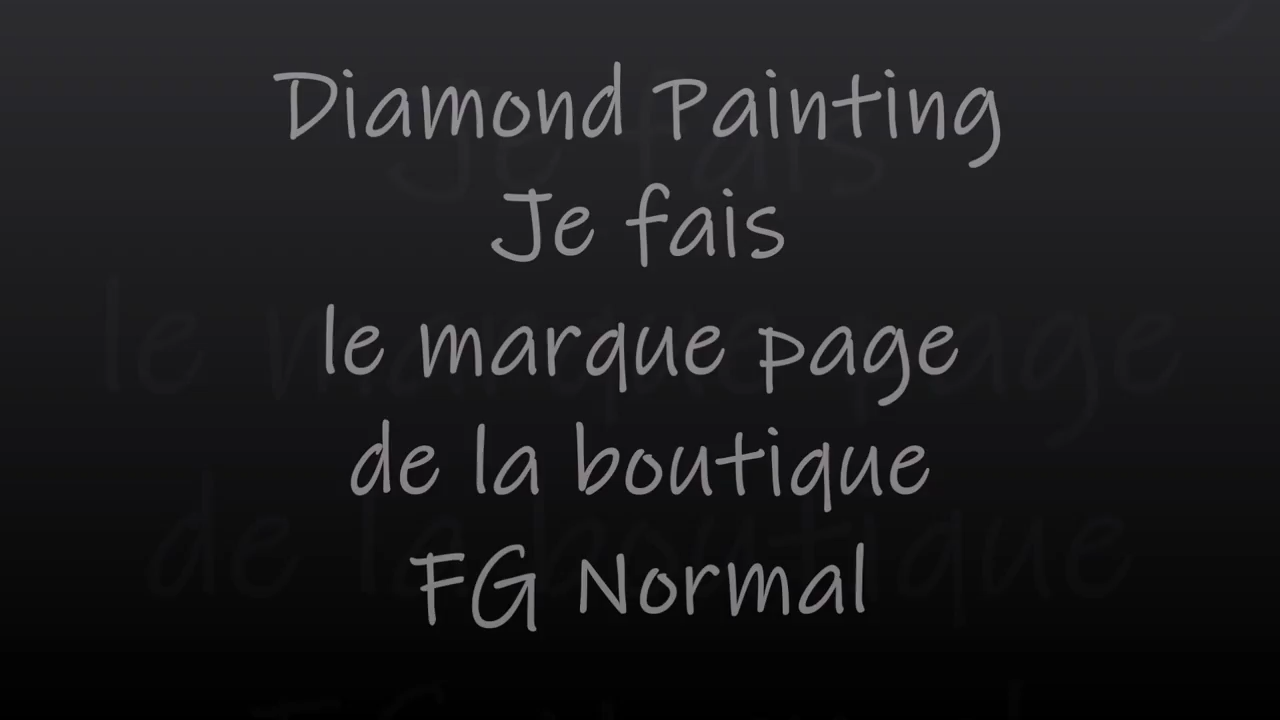 Diamond Painting
Je fais
le marque page
de la boutique
FG Normal